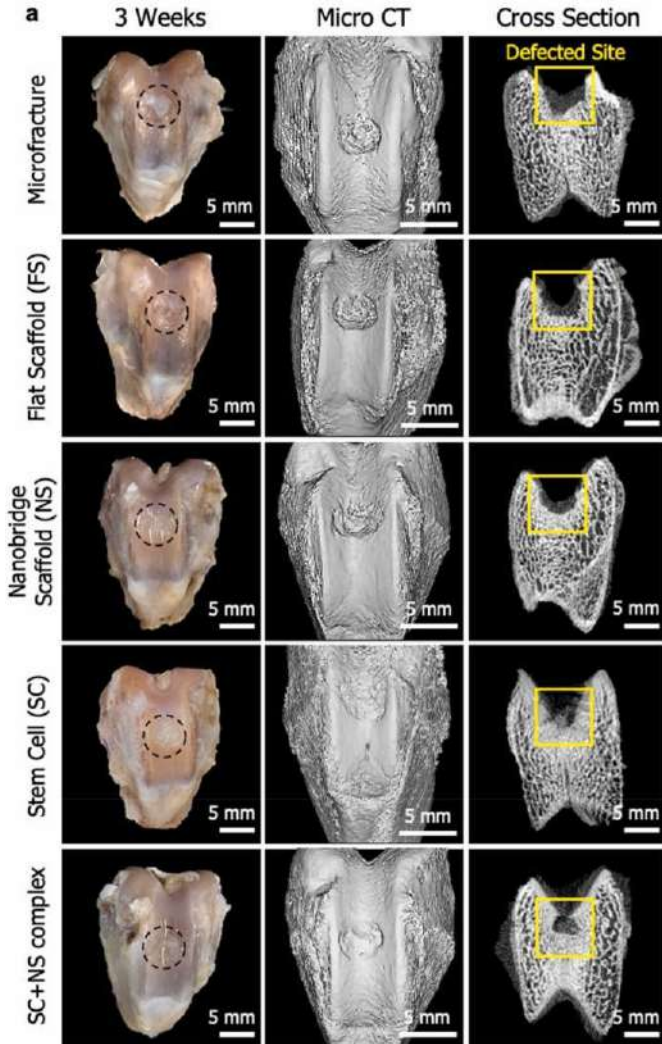 a
3 Weeks
Micro CT
Cross Section
Microfracture
5 mm
5 mm
Defected Site
5 mm
Flat Scaffold (FS)
5 mm
5 mm
5 mm
Nanobridge
Scaffold (NS)
5 mm
5 mm
5 mm
Stem Cell (SC)
5 mm
5 mm
5 mm
SC+NS complex
5 mm
5 mm
5 mm